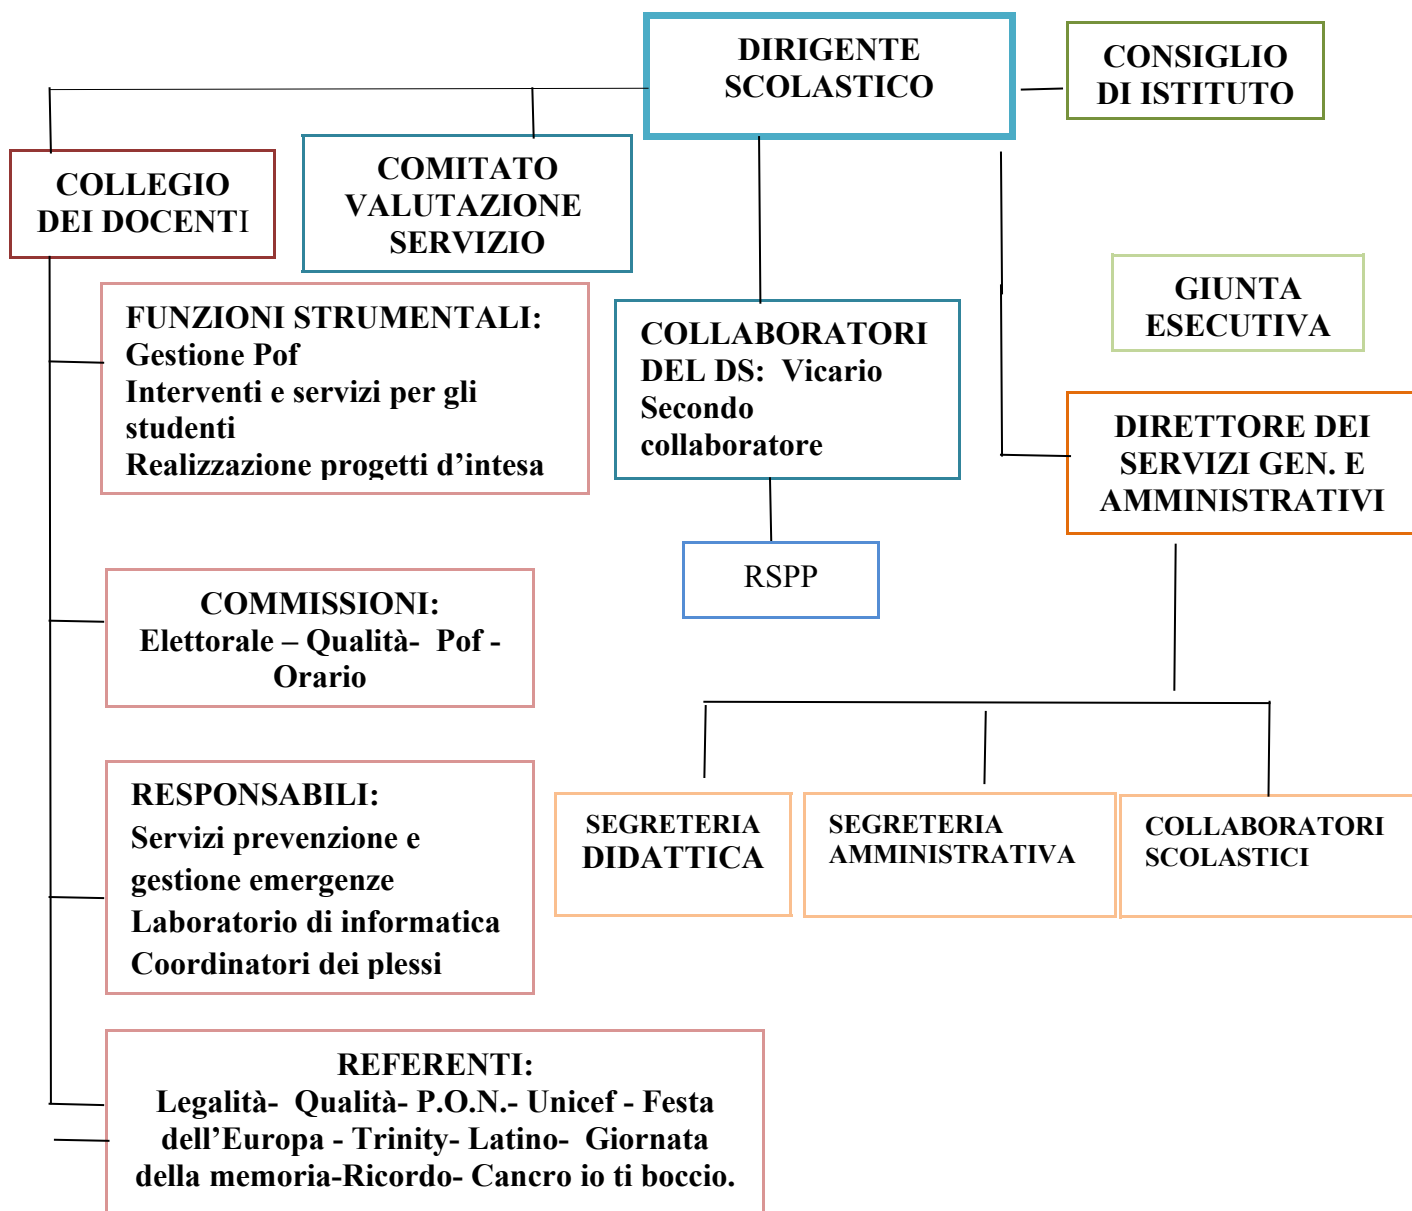 DIRIGENTE
SCOLASTICO
CONSIGLIO
DI ISTITUTO
COLLEGIO
DEI DOCENTI
COMITATO
VALUTAZIONE
SERVIZIO
GIUNTA
ESECUTIVA
FUNZIONI STRUMENTALI:
Gestione Pof
Interventi e servizi per gli
studenti
Realizzazione progetti d’intesa
COLLABORATORI
DEL DS:  Vicario
Secondo
collaboratore
DIRETTORE DEI
SERVIZI GEN. E
AMMINISTRATIVI
RSPP
COMMISSIONI:
Elettorale – Qualità-  Pof -
Orario
RESPONSABILI:
Servizi prevenzione e
gestione emergenze
Laboratorio di informatica
Coordinatori dei plessi
SEGRETERIA
DIDATTICA
SEGRETERIA
AMMINISTRATIVA
COLLABORATORI
SCOLASTICI
REFERENTI:
Legalità-  Qualità- P.O.N.- Unicef - Festa
dell’Europa - Trinity- Latino-  Giornata
della memoria-Ricordo- Cancro io ti boccio.